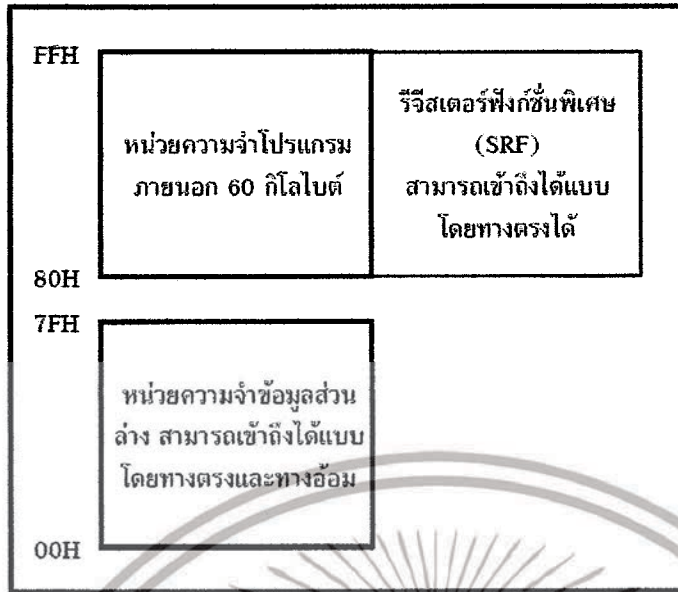 FFH
หน่วยความจำโปรแกรม
ภายนอก 60 กิโลไบต์
รีจีสเตอร์ฟังก์ชั่นพิเศษ
(SRF)
สามารถเข้าถึงได้แบบ
โดยทางตรงได้
80H
7FH
หน่วยความจำข้อมูลส่วน
ล่าง สามารถเข้าถึงได้แบบ
โดยทางตรงและทางอ้อม
00H